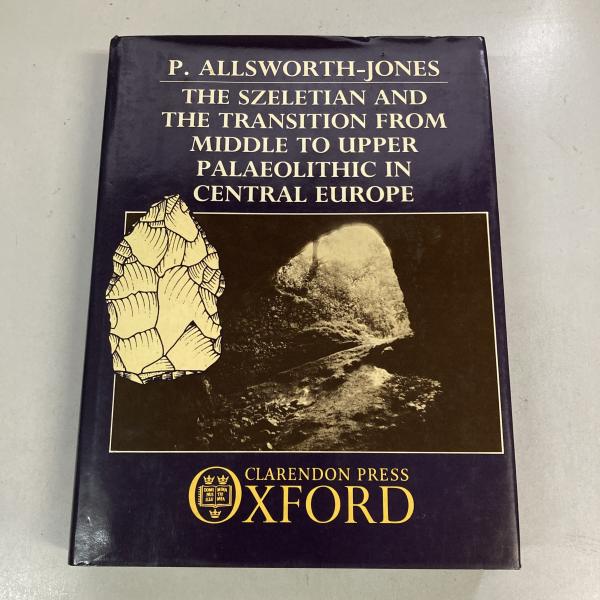 P. ALLSWORTH-JONES
THE SZELETIAN AND
THE TRANSITION FROM
MIDDLE TO UPPER
PALAEOLITHIC IN
CENTRAL EUROPE
CLARENDON PRESS
OXFORD